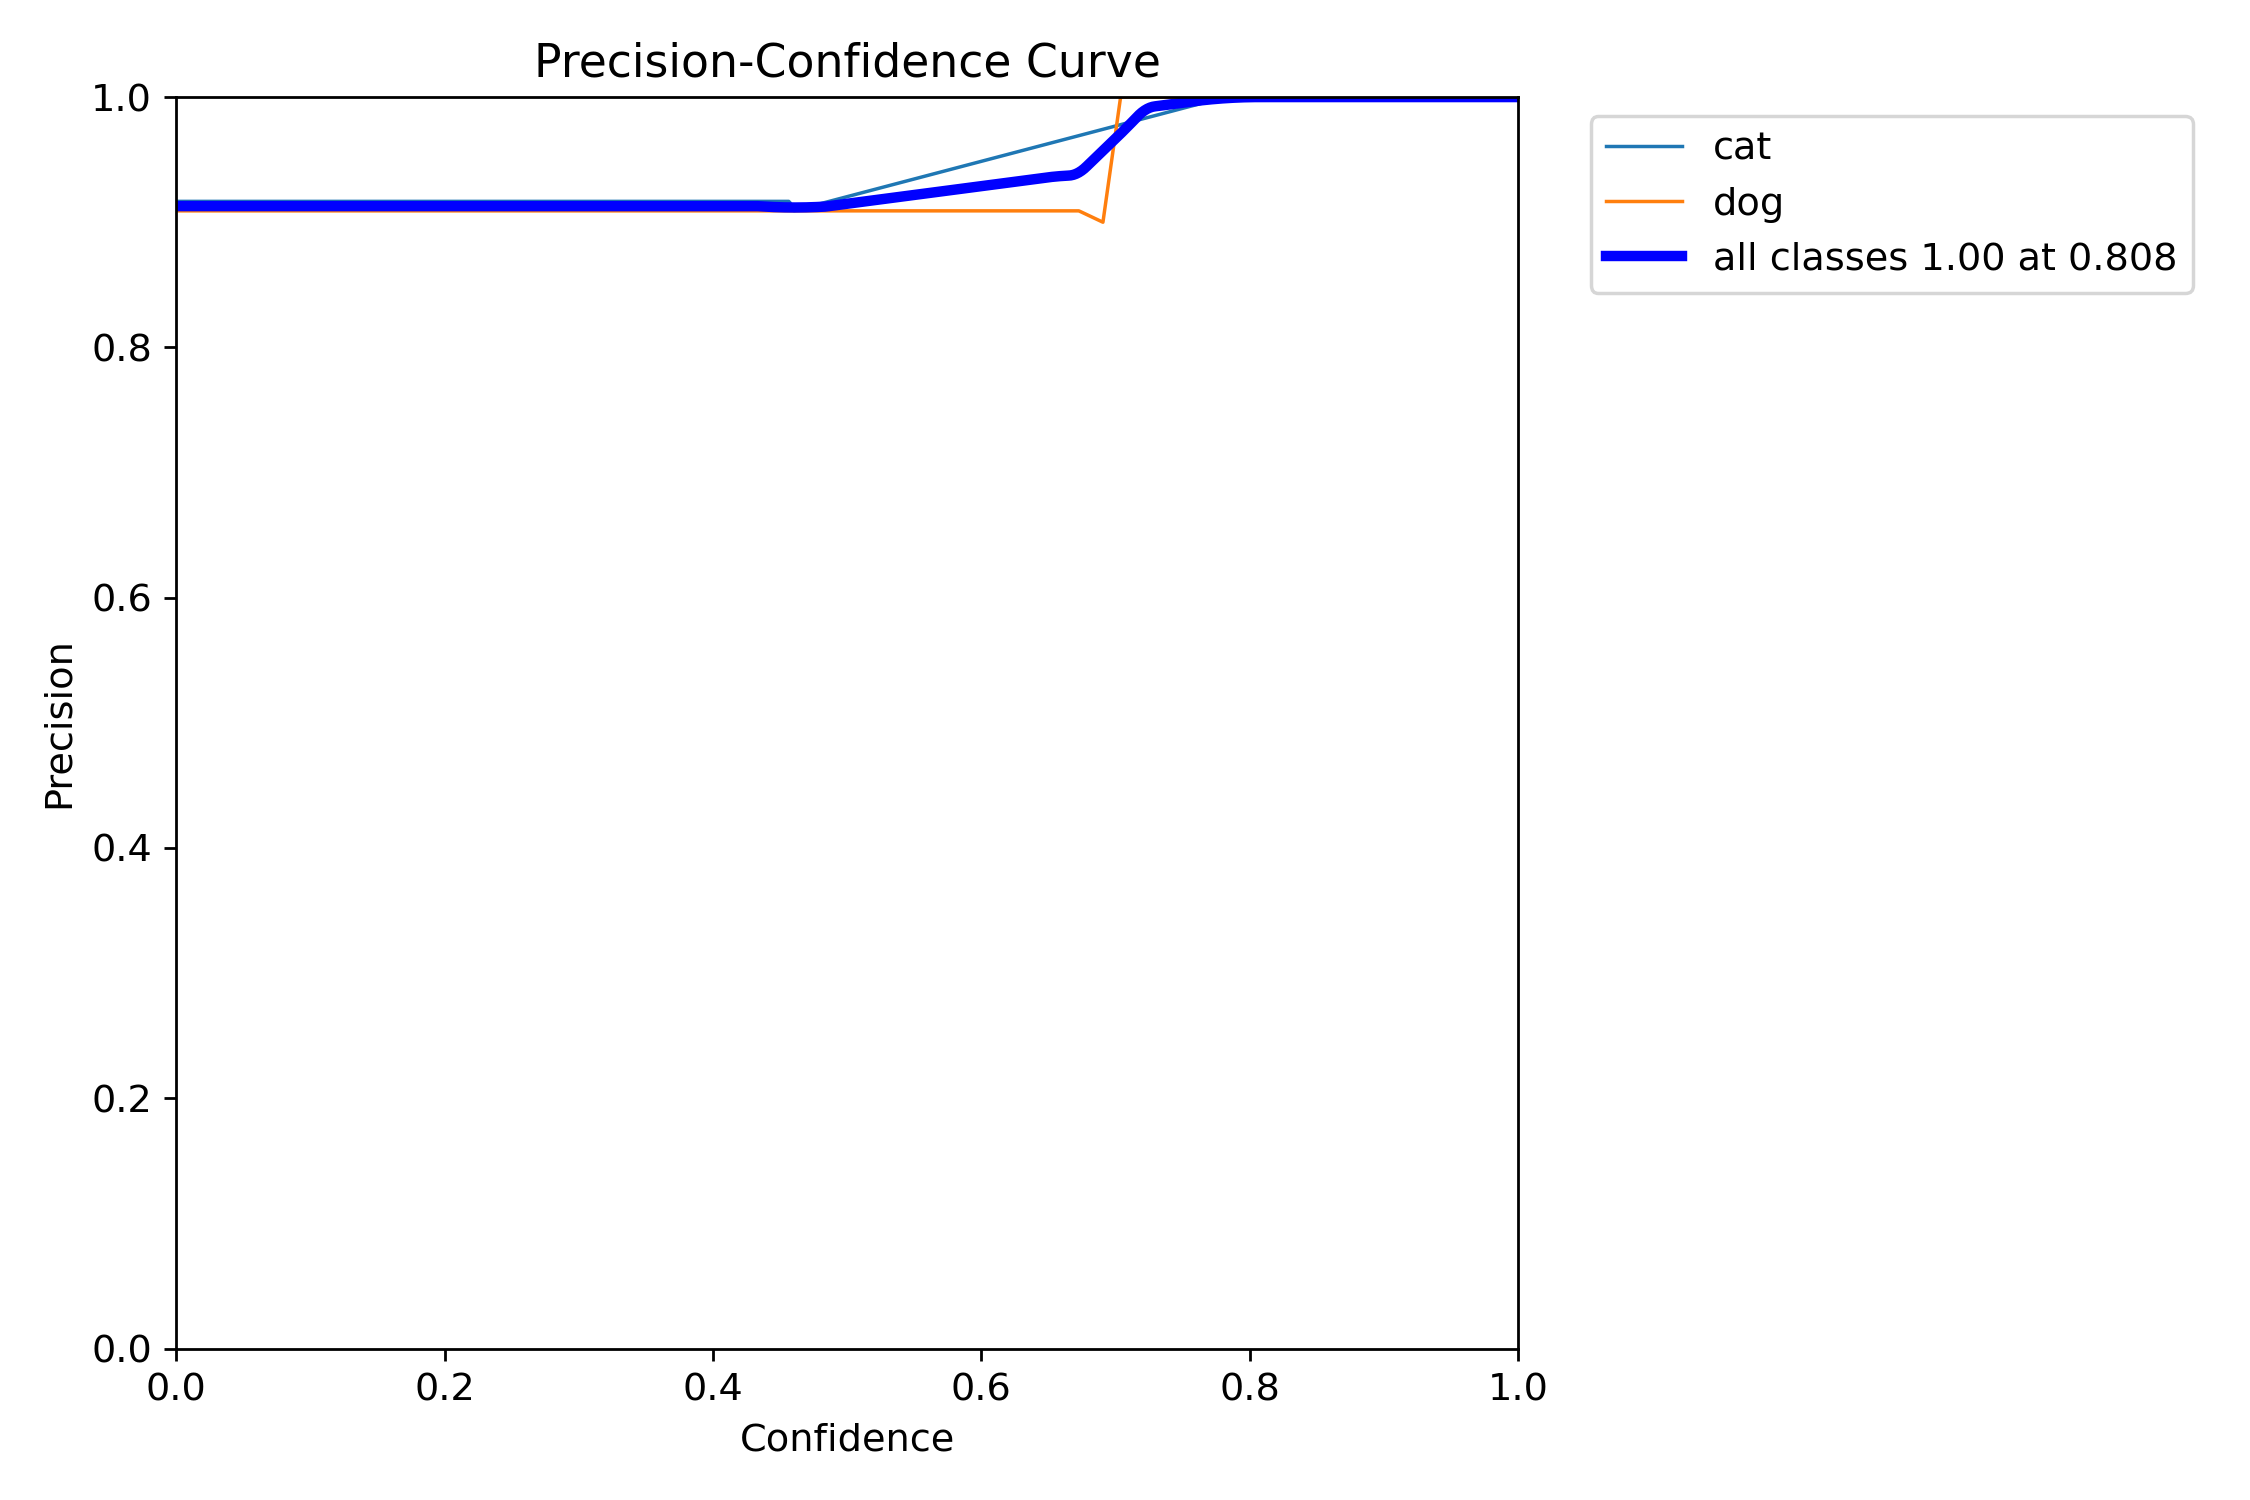 Precision-Confidence Curve
1.0
0.8
0.6
0.4
0.2
0.0
Precision
0.0 0.2 0.4 0.6 0.8 1.0
Confidence
cat
dog
all classes 1.00 at 0.808